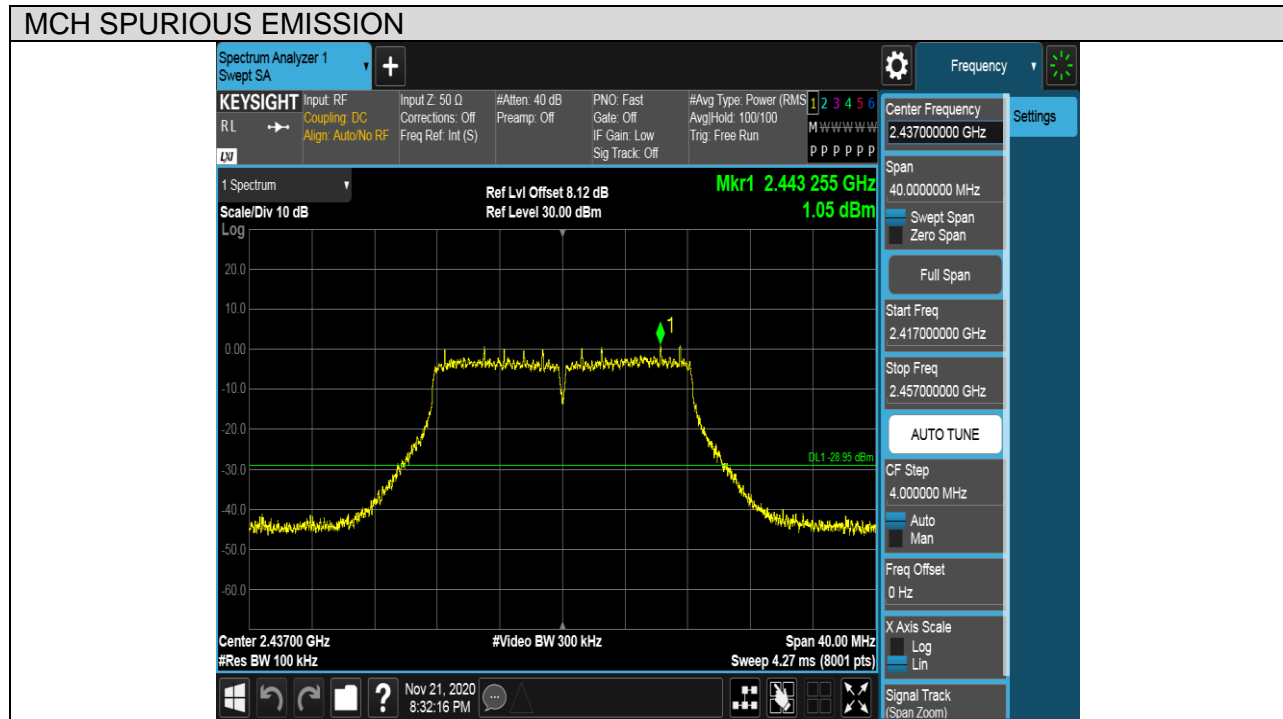 MCH SPURIOUS EMISSION
Spectrum Analyzer 1
Swept SA
+
Frequency
KEYSIGHT
RL
LXI
Input: RF
Coupling: DC
Align: Auto/No RF
Input Z: 50 Ω
Corrections: Off
Freq Ref: Int (S)
#Atten: 40 dB
Preamp: Off
PNO: Fast
Gate: Off
IF Gain: Low
Sig Track: Off
#Avg Type: Power (RMS
Avg|Hold: 100/100
Trig: Free Run
1 2 3 4 5 6
M W W W W W
P P P P P P
1 Spectrum
Scale/Div 10 dB
Ref Lvl Offset 8.12 dB
Ref Level 30.00 dBm
Mkr1 2.443 255 GHz
1.05 dBm
Log
20.0
10.0
0.00
-10.0
-20.0
-30.0
-40.0
-50.0
-60.0
1
DL1 -28.95 dBm
Center 2.43700 GHz
#Res BW 100 kHz
#Video BW 300 kHz
Span 40.00 MHz
Sweep 4.27 ms (8001 pts)
Center Frequency
2.437000000 GHz
Settings
Span
40.0000000 MHz
Swept Span
Zero Span
Full Span
Start Freq
2.417000000 GHz
Stop Freq
2.457000000 GHz
AUTO TUNE
CF Step
4.000000 MHz
Auto
Man
Freq Offset
0 Hz
X Axis Scale
Log
Lin
Signal Track
(Span Zoom)
?
Nov 21, 2020
8:32:16 PM